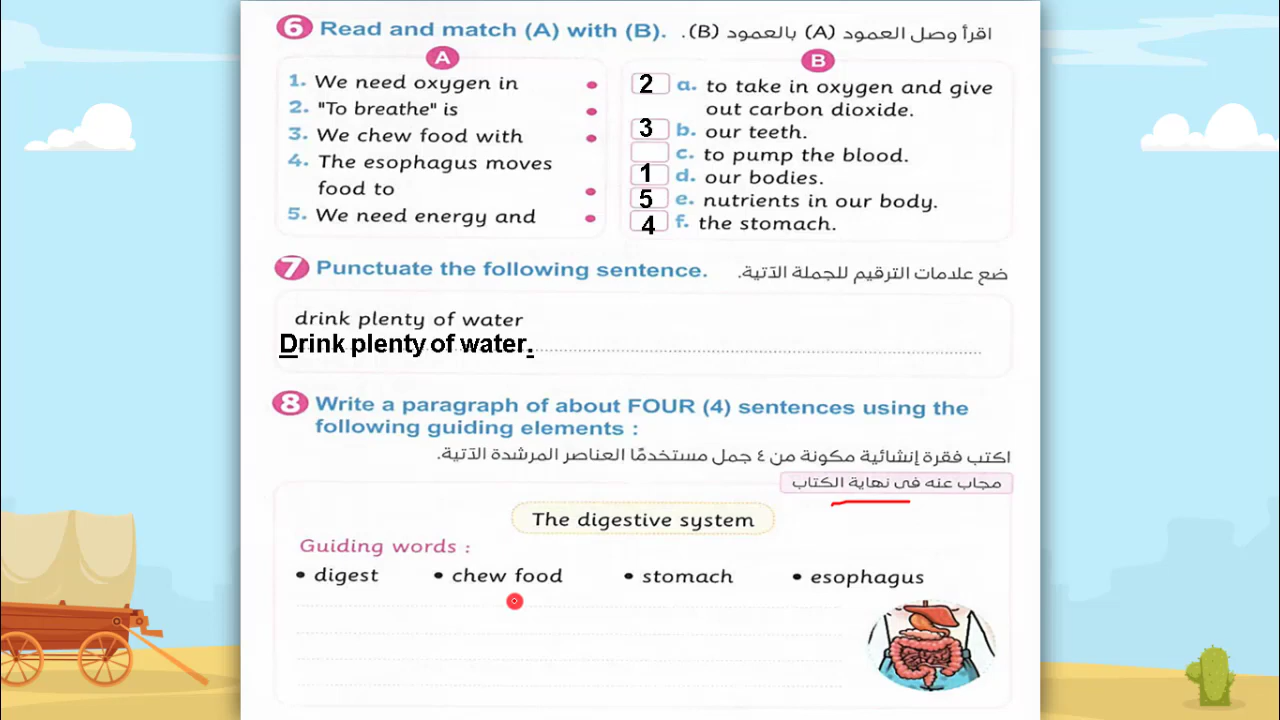 6 Read and match (A) with (B). اقرأ وصل العمود (A) بالعمود (B).
A
1. We need oxygen in
2. "To breathe" is
3. We chew food with
4. The esophagus moves
food to
5. We need energy and
B
2 a. to take in oxygen and give
out carbon dioxide.
3 b. our teeth.
c. to pump the blood.
1 d. our bodies.
5 e. nutrients in our body.
4 f. the stomach.
7 Punctuate the following sentence. ضع علامات الترقيم للجملة الآتية.
drink plenty of water
Drink plenty of water.
8 Write a paragraph of about FOUR (4) sentences using the
following guiding elements :
اكتب فقرة إنشائية مكونة من ٤ جمل مستخدمًا العناصر المرشدة الآتية.
مجاب عنه فى نهاية الكتاب
The digestive system
Guiding words :
• digest • chew food • stomach • esophagus